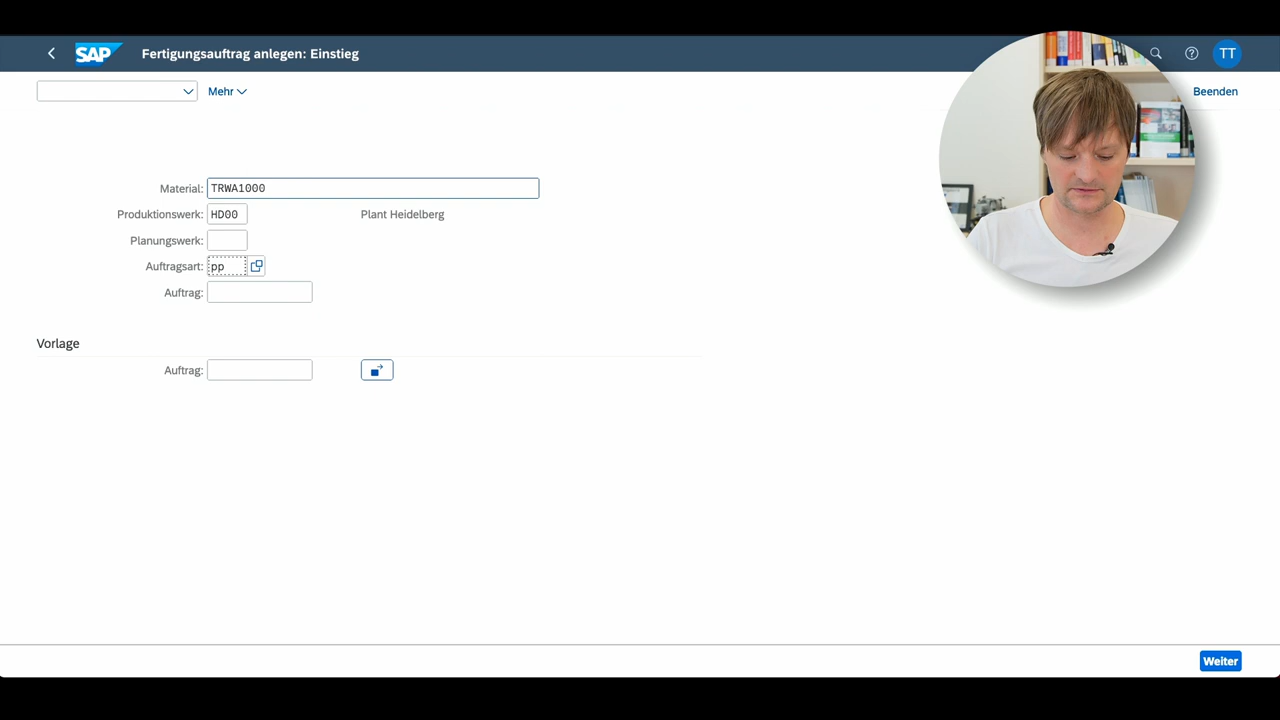 SAP Fertigungsauftrag anlegen: Einstieg TT
Mehr Beenden
Material: TRWA1000
Produktionswerk: HD00 Plant Heidelberg
Planungswerk:
Auftragsart: pp
Auftrag:
Vorlage
Auftrag:
Weiter